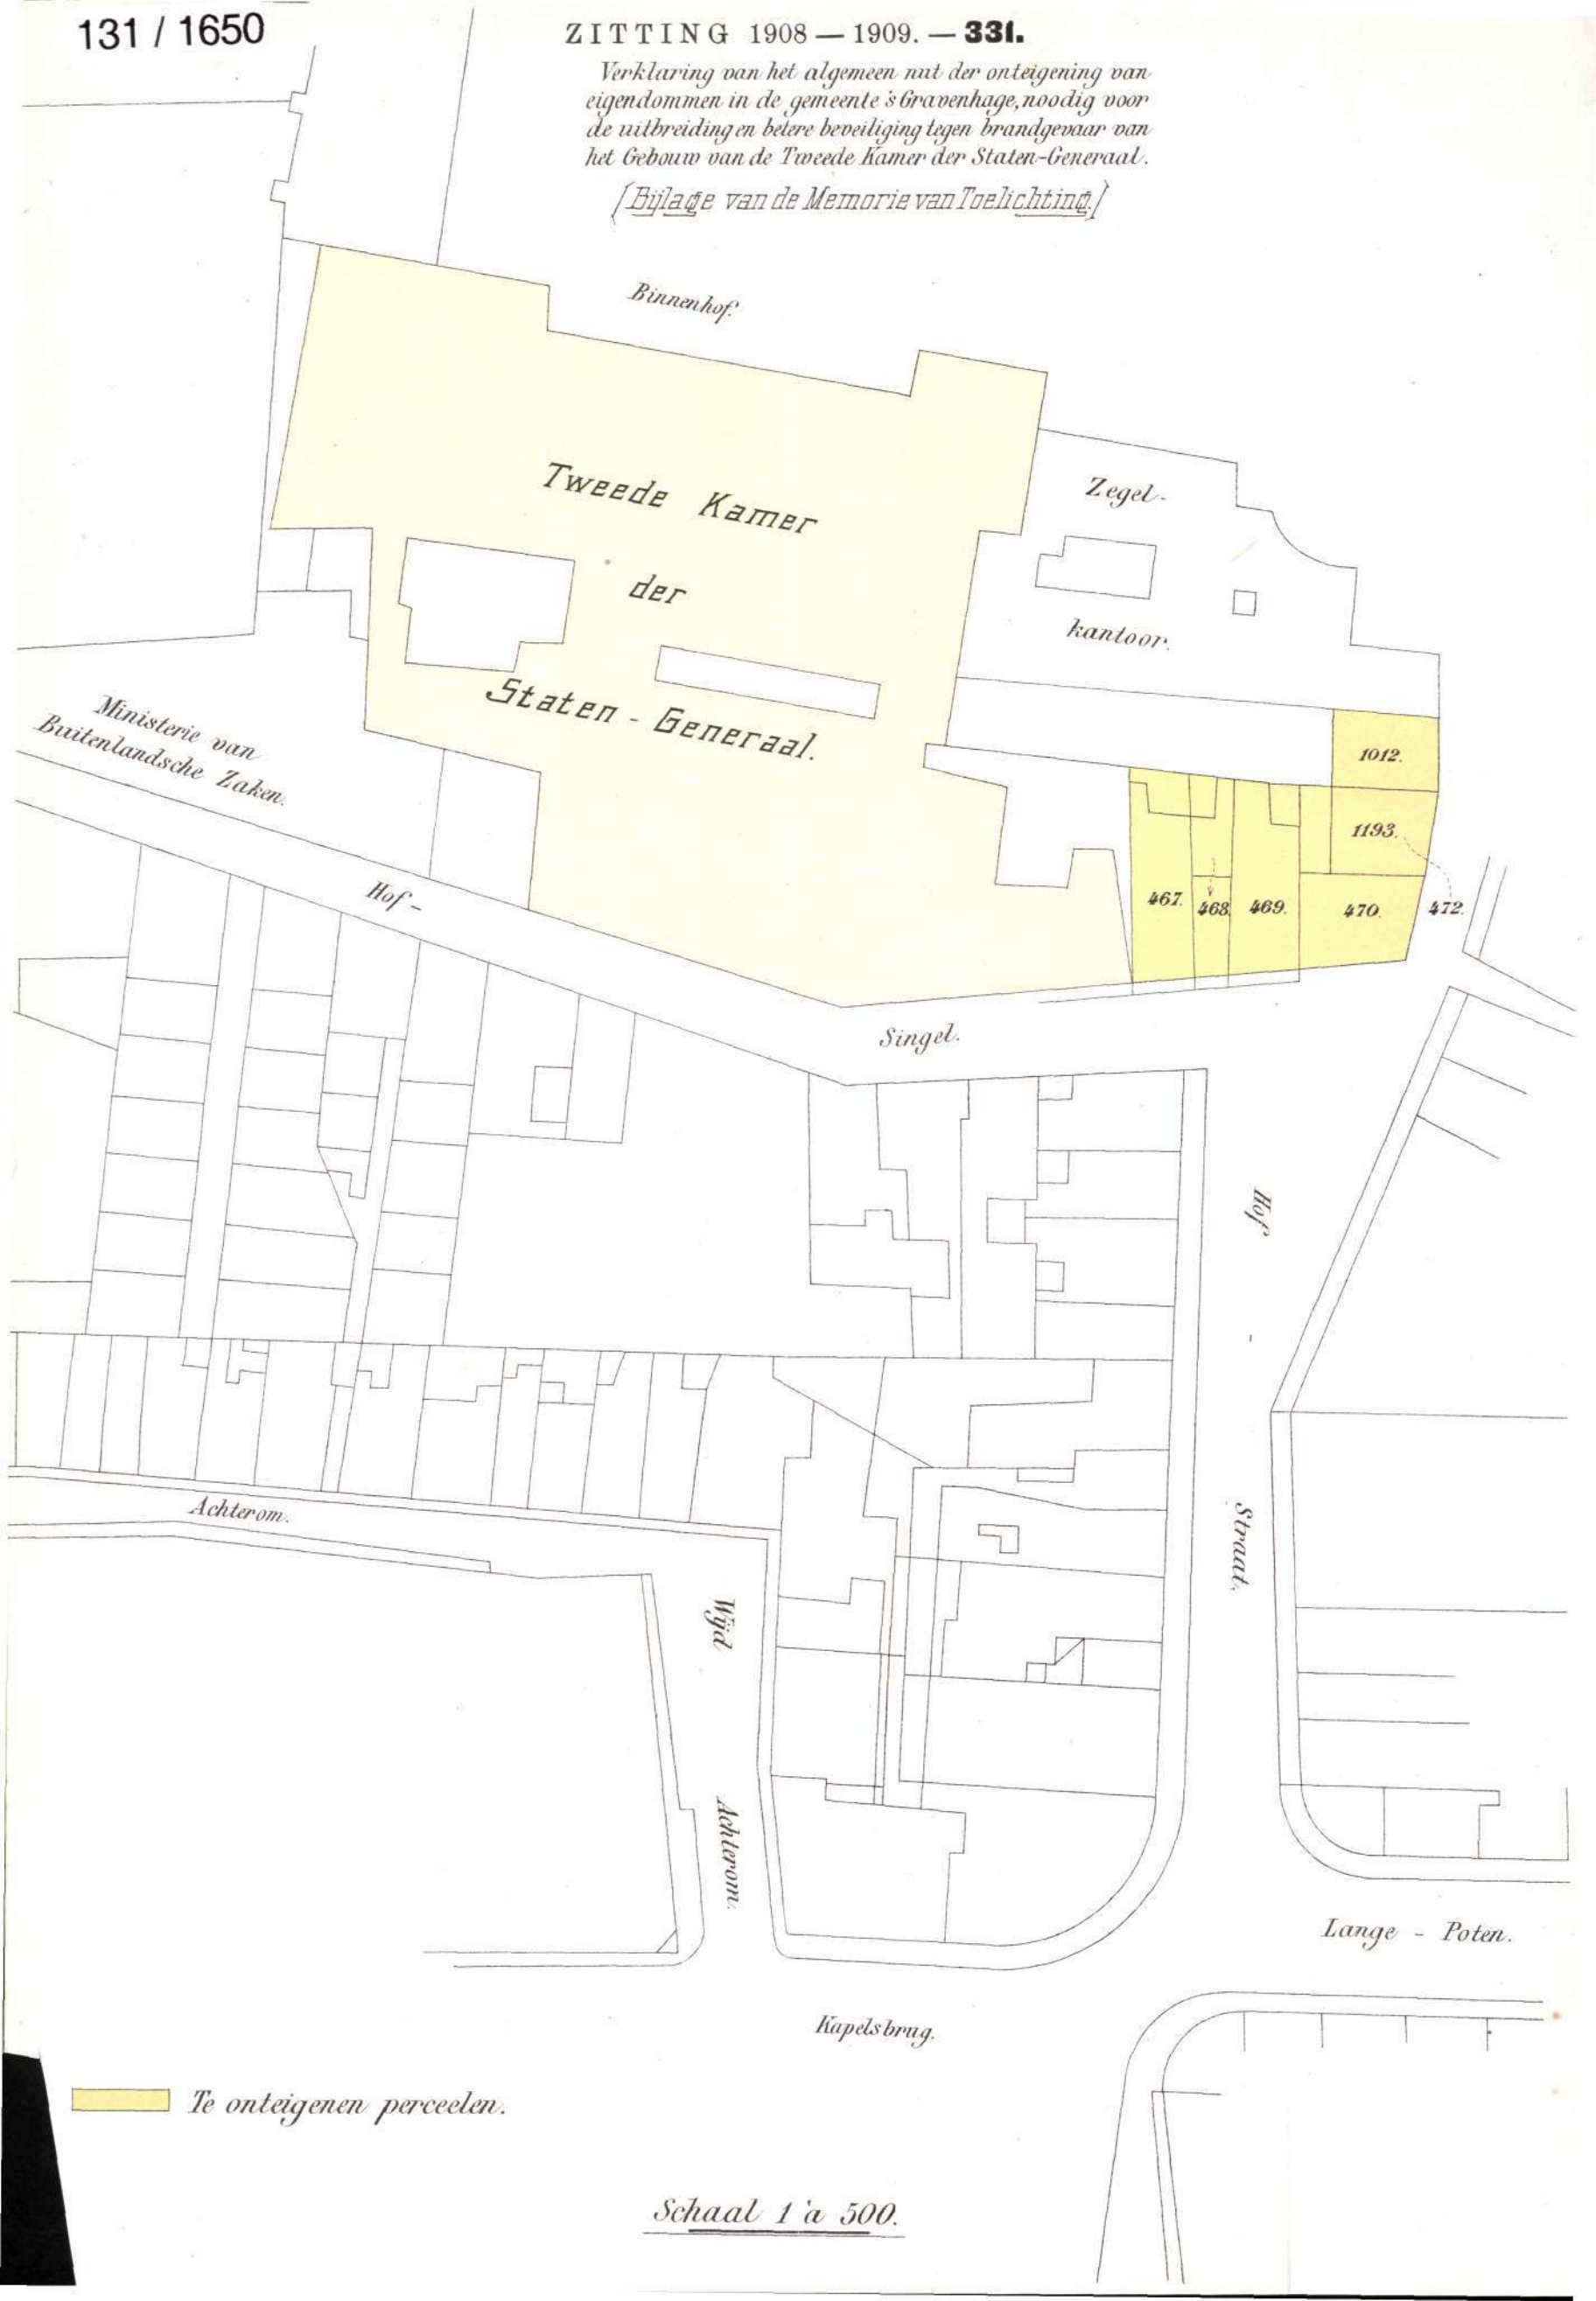 131 / 1650
ZITTING 1908 — 1909. — 331.
Verklaring van het algemeen nut der onteigening van
eigendommen in de gemeente 's Gravenhage, noodig voor
de uitbreiding en betere beveiliging tegen brandgevaar van
het Gebouw van de Tweede Kamer der Staten-Generaal.
[Bijlage van de Memorie van Toelichting.]
Binnenhof.
Tweede Kamer
der
Staten - Generaal.
Zegel-
kantoor.
Ministerie van
Buitenlandsche Zaken.
1012.
1193.
467.
468.
469.
470.
472.
Hof -
Singel.
Hof
-
Straat.
Achterom.
Wijd
Achterom.
Lange - Poten.
Kapelsbrug.
Te onteigenen perceelen.
Schaal 1 à 500.